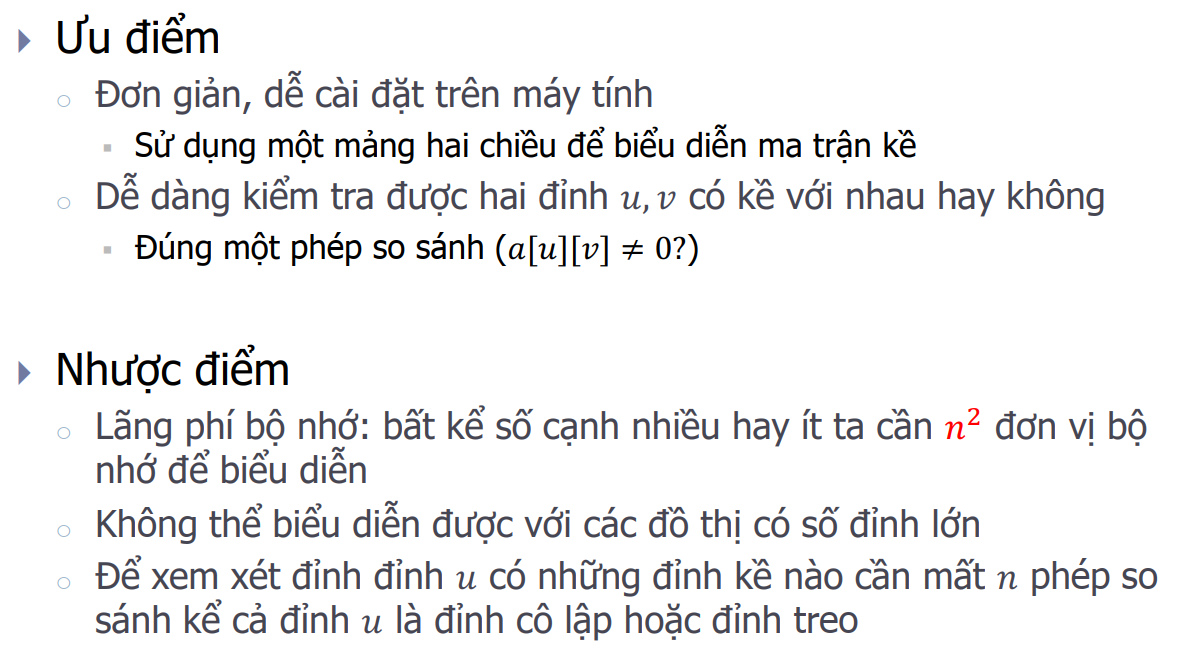 Ưu điểm
Đơn giản, dễ cài đặt trên máy tính
Sử dụng một mảng hai chiều để biểu diễn ma trận kề
Dễ dàng kiểm tra được hai đỉnh u, v có kề với nhau hay không
Đúng một phép so sánh (a[u][v] ≠ 0?)
Nhược điểm
Lãng phí bộ nhớ: bất kể số cạnh nhiều hay ít ta cần n² đơn vị bộ
nhớ để biểu diễn
Không thể biểu diễn được với các đồ thị có số đỉnh lớn
Để xem xét đỉnh đỉnh u có những đỉnh kề nào cần mất n phép so
sánh kể cả đỉnh u là đỉnh cô lập hoặc đỉnh treo